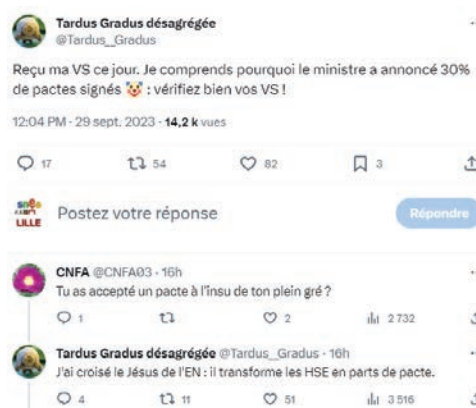 Tardus Gradus désagrégée
@Tardus_Gradus
Reçu ma VS ce jour. Je comprends pourquoi le ministre a annoncé 30%
de pactes signés 🤡 : vérifiez bien vos VS !
12:04 PM · 29 sept. 2023 · 14,2 k vues
17 54 82 3
LILLE
Postez votre réponse
Répondre
CNFA @CNFA03 · 16h
Tu as accepté un pacte à l'insu de ton plein gré ?
1 2 2 732
Tardus Gradus désagrégée @Tardus_Gradus · 16h
J'ai croisé le Jésus de l'EN : il transforme les HSE en parts de pacte.
4 11 51 3 516